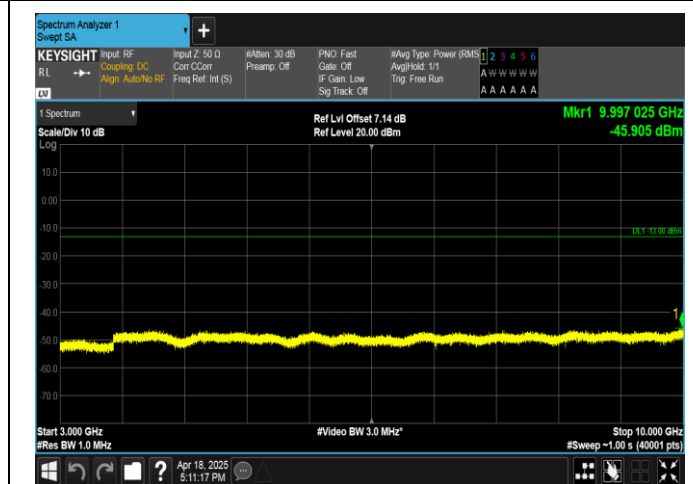 Spectrum Analyzer 1
Swept SA
+
KEYSIGHT Input: RF Input Z: 50 Ω #Atten: 30 dB PNO: Fast #Avg Type: Power (RMS 1 2 3 4 5 6
RL Coupling: DC Corr CCorr Preamp: Off Gate: Off Avg|Hold: 1/1 A W W W W W
Align: Auto/No RF Freq Ref: Int (S) IF Gain: Low Trig: Free Run
Sig Track: Off A A A A A A
LXI
1 Spectrum Ref Lvl Offset 7.14 dB Mkr1 9.997 025 GHz
Scale/Div 10 dB Ref Level 20.00 dBm -45.905 dBm
Log
10.0
0.00
-10.0
DL1 -13.00 dBm
-20.0
-30.0
-40.0
1
-50.0
-60.0
-70.0
Start 3.000 GHz #Video BW 3.0 MHz* Stop 10.000 GHz
#Res BW 1.0 MHz #Sweep ~1.00 s (40001 pts)
? Apr 18, 2025
5:11:17 PM